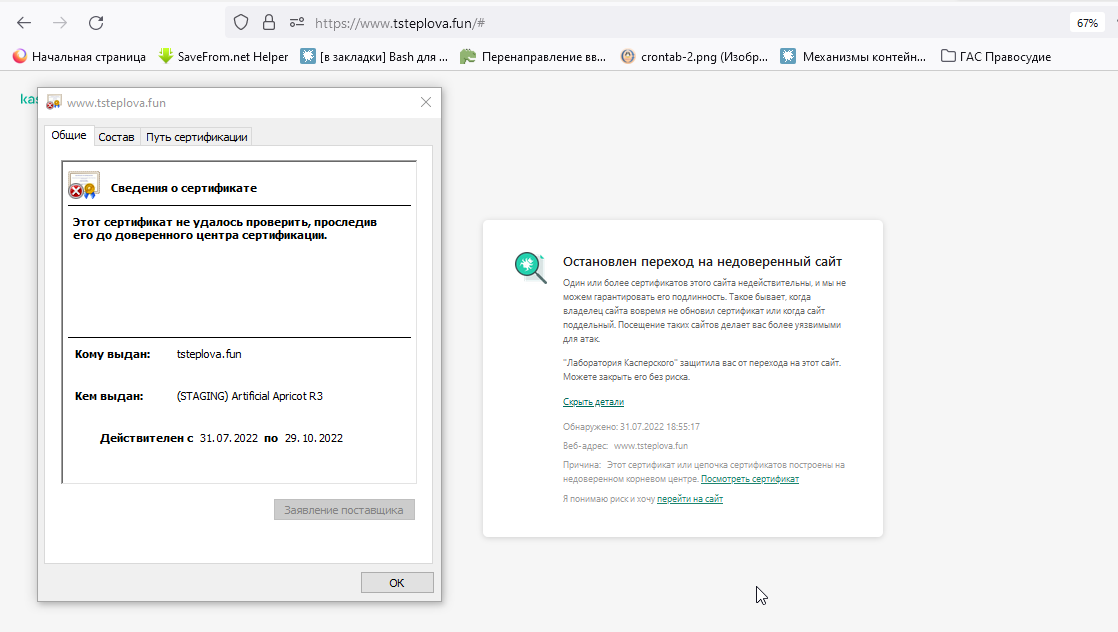 https://www.tsteplova.fun/#
67%
Начальная страница
SaveFrom.net Helper
[в закладки] Bash для ...
Перенаправление вв...
crontab-2.png (Изобр...
Механизмы контейн...
ГАС Правосудие
kas
www.tsteplova.fun
Общие
Состав
Путь сертификации
Сведения о сертификате
Этот сертификат не удалось проверить, проследив
его до доверенного центра сертификации.
Кому выдан: tsteplova.fun
Кем выдан: (STAGING) Artificial Apricot R3
Действителен с 31.07.2022 по 29.10.2022
Заявление поставщика
OK
Остановлен переход на недоверенный сайт
Один или более сертификатов этого сайта недействительны, и мы не
можем гарантировать его подлинность. Такое бывает, когда
владелец сайта вовремя не обновил сертификат или когда сайт
поддельный. Посещение таких сайтов делает вас более уязвимыми
для атак.
"Лаборатория Касперского" защитила вас от перехода на этот сайт.
Можете закрыть его без риска.
Скрыть детали
Обнаружено: 31.07.2022 18:55:17
Веб-адрес: www.tsteplova.fun
Причина: Этот сертификат или цепочка сертификатов построены на
недоверенном корневом центре. Посмотреть сертификат
Я понимаю риск и хочу перейти на сайт